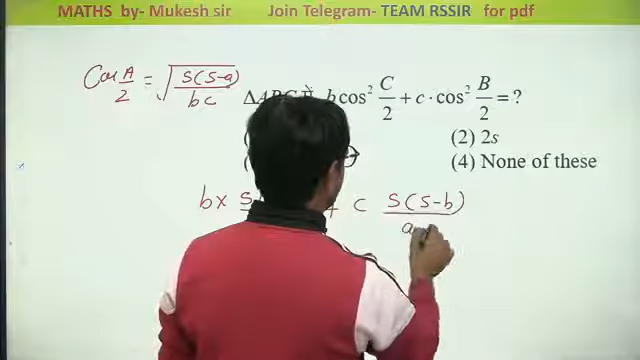 MATHS by- Mukesh sir Join Telegram- TEAM RSSIR for pdf
Cos A/2 = √(s(s-a)/bc)
ΔABC में b cos² C/2 + c · cos² B/2 = ?
(2) 2s
(4) None of these
b× s + c s(s-b)/a